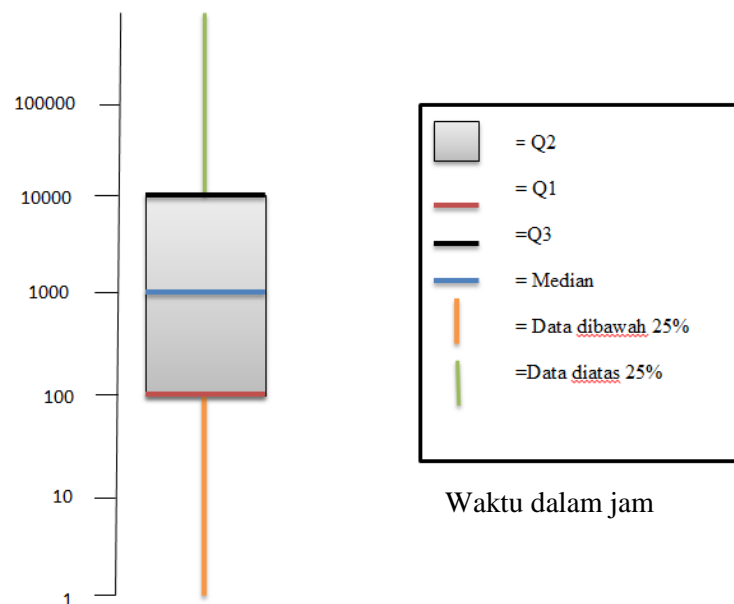 100000
10000
1000
100
10
1
= Q2
= Q1
=Q3
= Median
= Data dibawah 25%
=Data diatas 25%
Waktu dalam jam